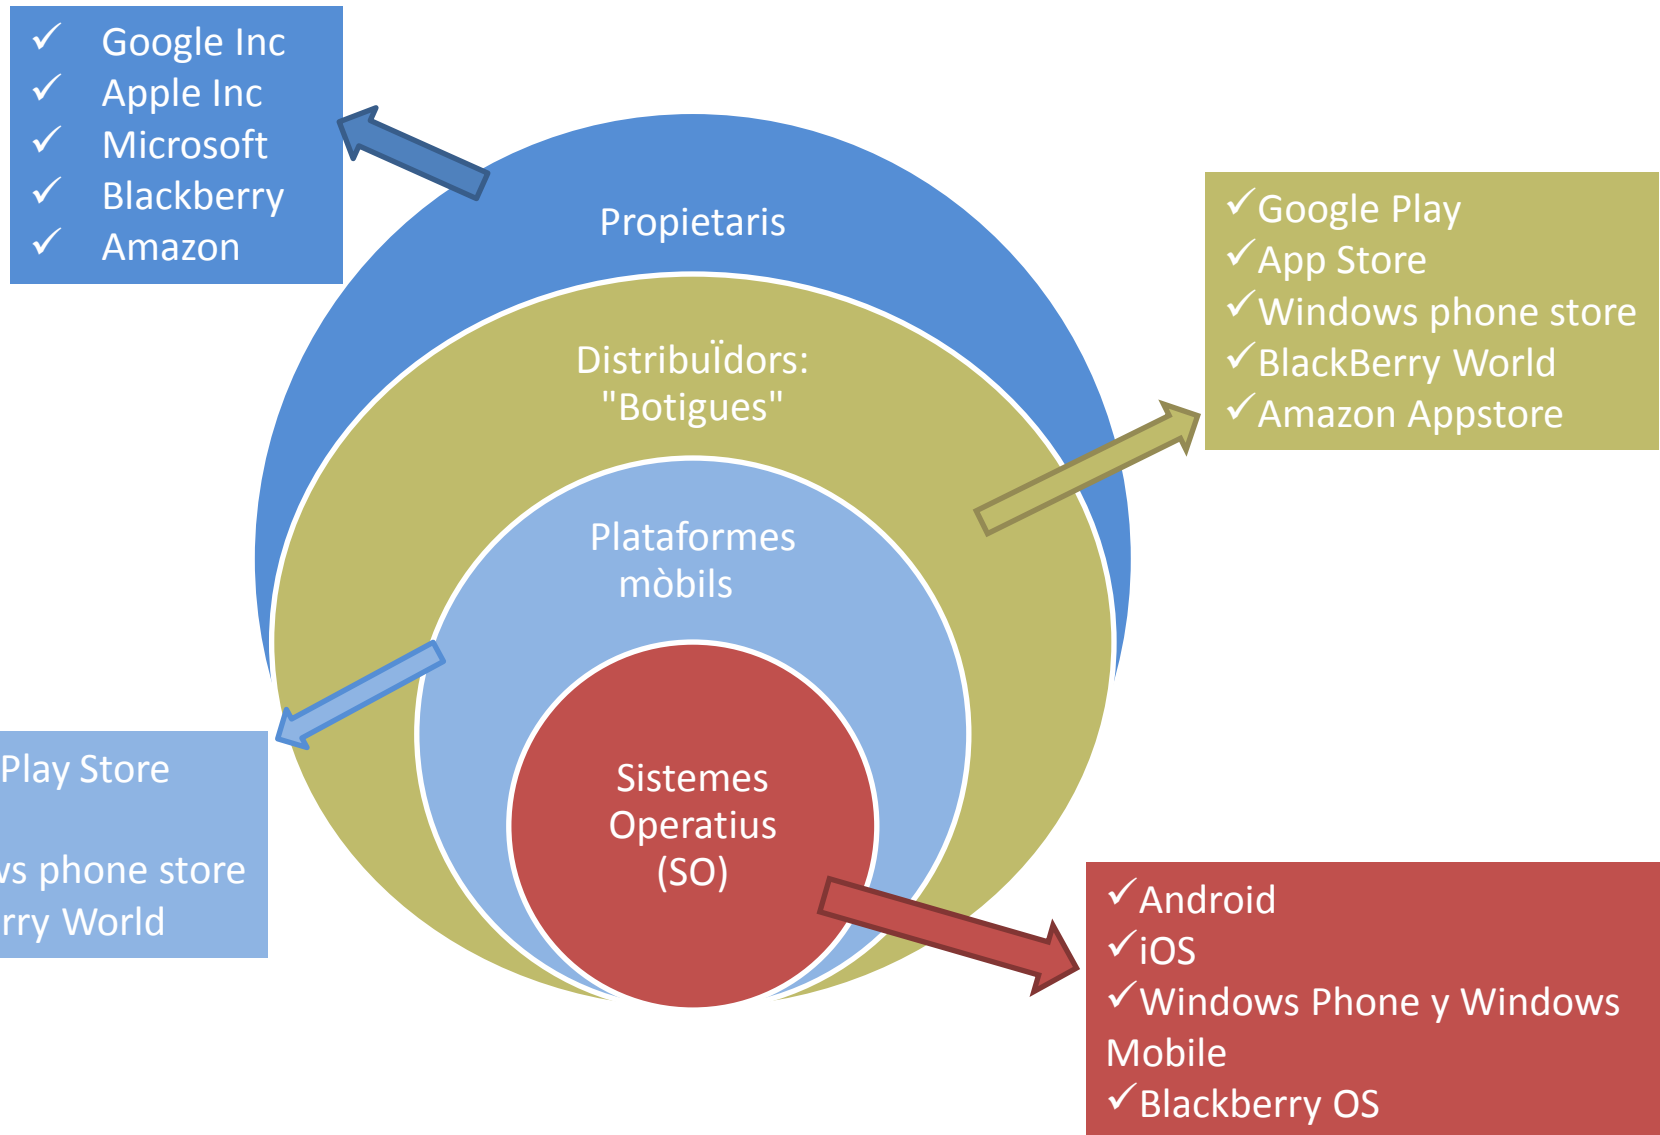 ✓ Google Inc
✓ Apple Inc
✓ Microsoft
✓ Blackberry
✓ Amazon
Propietaris
✓Google Play
✓App Store
✓Windows phone store
✓BlackBerry World
✓Amazon Appstore
DistribuÏdors:
"Botigues"
Plataformes
mòbils
Play Store
phone store
World
Sistemes
Operatius
(SO)
✓Android
✓iOS
✓Windows Phone y Windows
Mobile
✓Blackberry OS